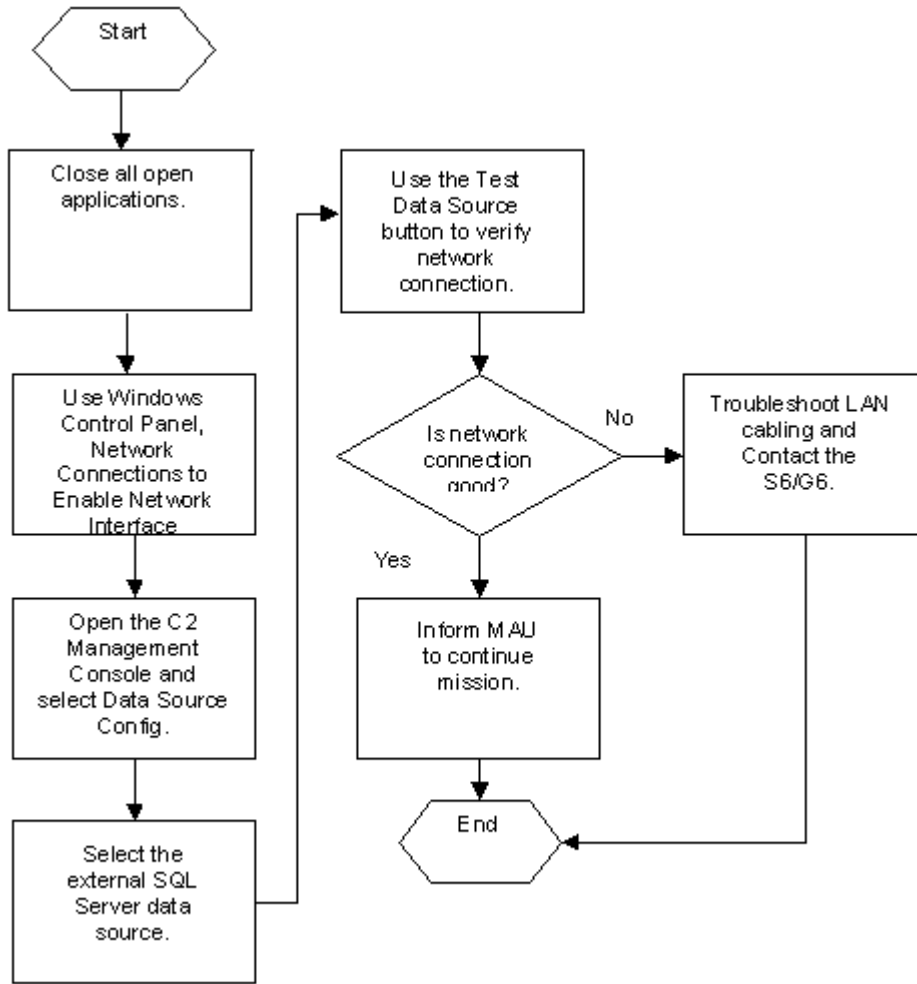 Start
Close all open
applications.
Use Windows
Control Panel,
Network
Connections to
Enable Network
Interface
Open the C2
Management
Console and
select Data Source
Config.
Select the
external SQL
Server data
source.
Use the Test
Data Source
button to verify
network
connection.
Is network
connection
good?
No
Troubleshoot LAN
cabling and
Contact the
S6/G6.
Yes
Inform MAU
to continue
mission.
End